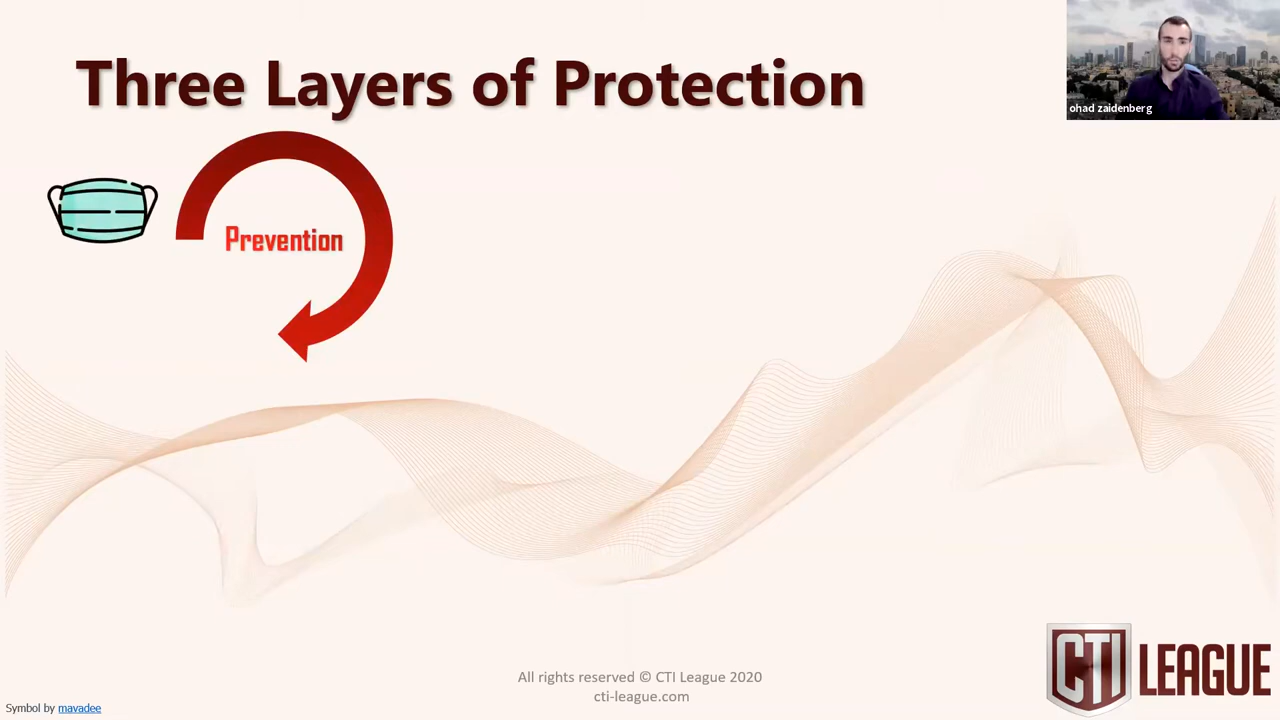 Three Layers of Protection
ohad zaidenberg
Prevention
All rights reserved © CTI League 2020
cti-league.com
CTI LEAGUE
Symbol by mavadee